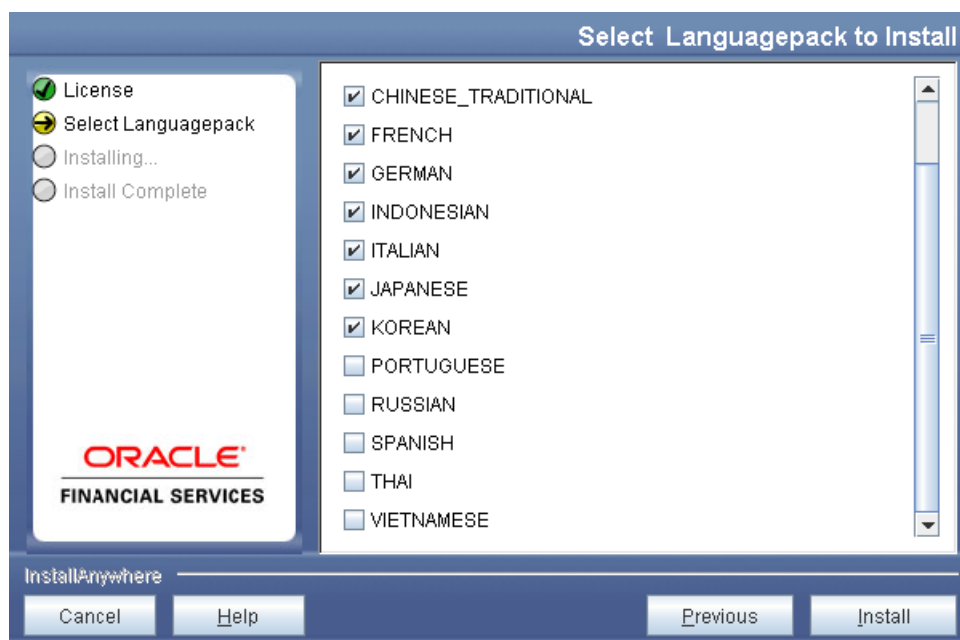 Select Languagepack to Install
License
Select Languagepack
Installing...
Install Complete
ORACLE
FINANCIAL SERVICES
CHINESE_TRADITIONAL
FRENCH
GERMAN
INDONESIAN
ITALIAN
JAPANESE
KOREAN
PORTUGUESE
RUSSIAN
SPANISH
THAI
VIETNAMESE
InstallAnywhere
Cancel Help Previous Install